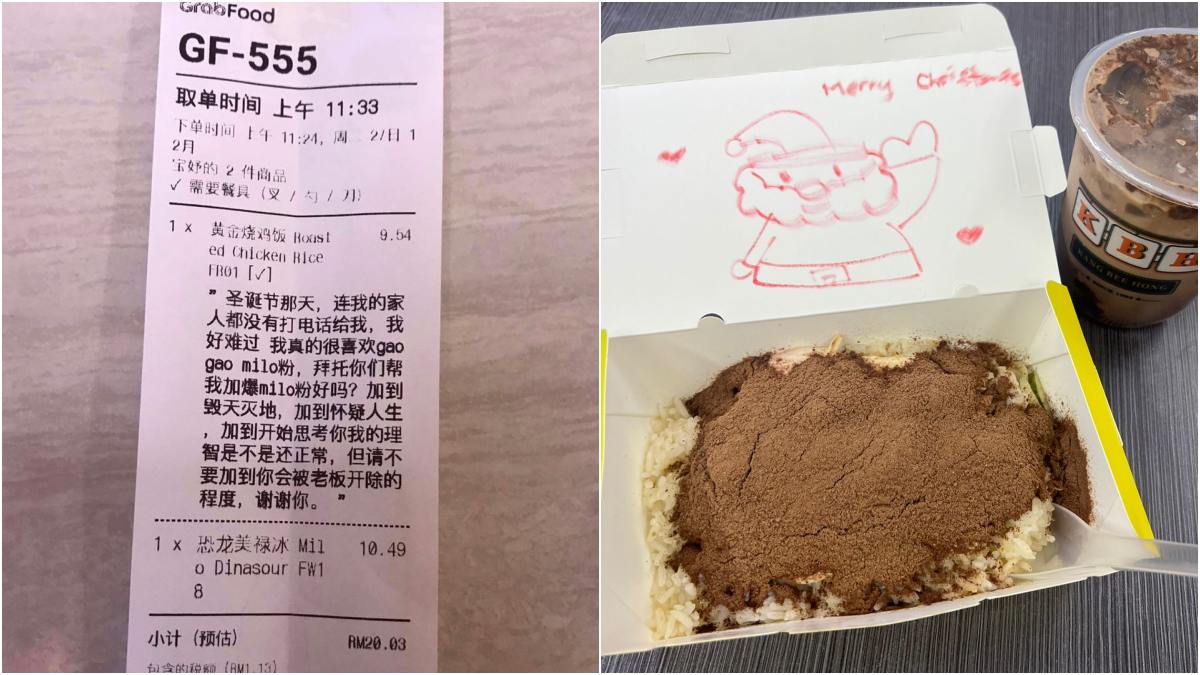 GrabFood
GF-555
取单时间 上午 11:33
下单时间 上午 11:24, 周二 27日 1
2月
宝妤的 2 件商品
✓ 需要餐具 (叉 / 勺 / 刀)
1 x 黄金烧鸡饭 Roast 9.54
ed Chicken Rice
FR01 [✓]
" 圣诞节那天，连我的家
人都没有打电话给我，我
好难过 我真的很喜欢gao
gao milo粉，拜托你们帮
我加爆milo粉好吗？加到
毁天灭地，加到怀疑人生
，加到开始思考你我的理
智是不是还正常，但请不
要加到你会被老板开除的
程度，谢谢你。 "
1 x 恐龙美禄冰 Mil 10.49
o Dinasour FW1
8
小计 (预估) RM20.03
包含的税额 (RM1.13)
Merry Christmas
KBH
KANG BEE HONG